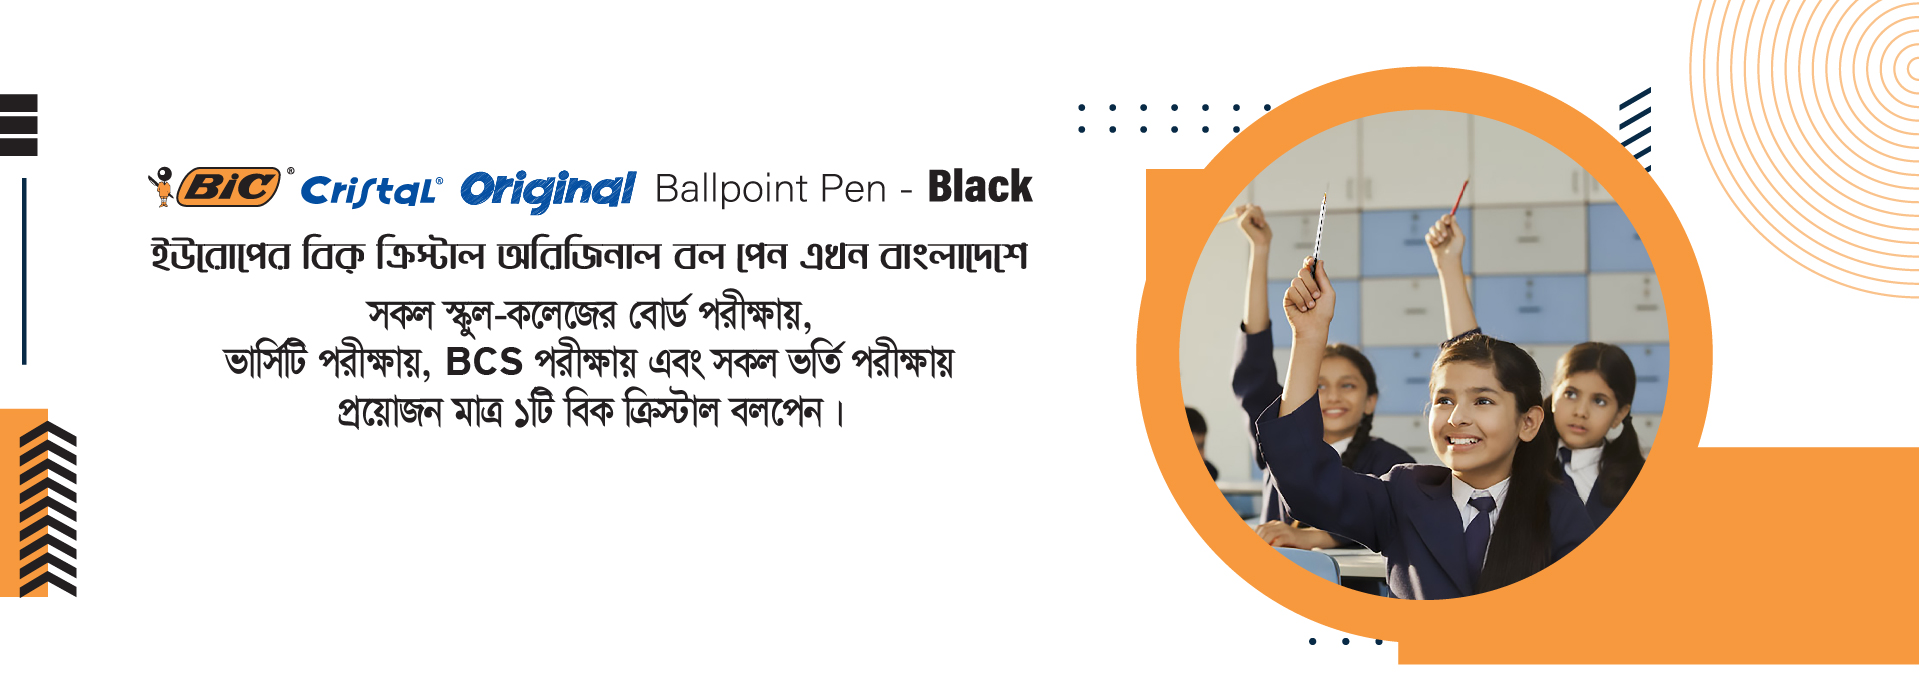 BiC® Cristal® Original Ballpoint Pen - Black
ইউরোপের বিক্ ক্রিস্টাল অরিজিনাল বল পেন এখন বাংলাদেশে
সকল স্কুল-কলেজের বোর্ড পরীক্ষায়,
ভার্সিটি পরীক্ষায়, BCS পরীক্ষায় এবং সকল ভর্তি পরীক্ষায়
প্রয়োজন মাত্র ১টি বিক ক্রিস্টাল বলপেন।